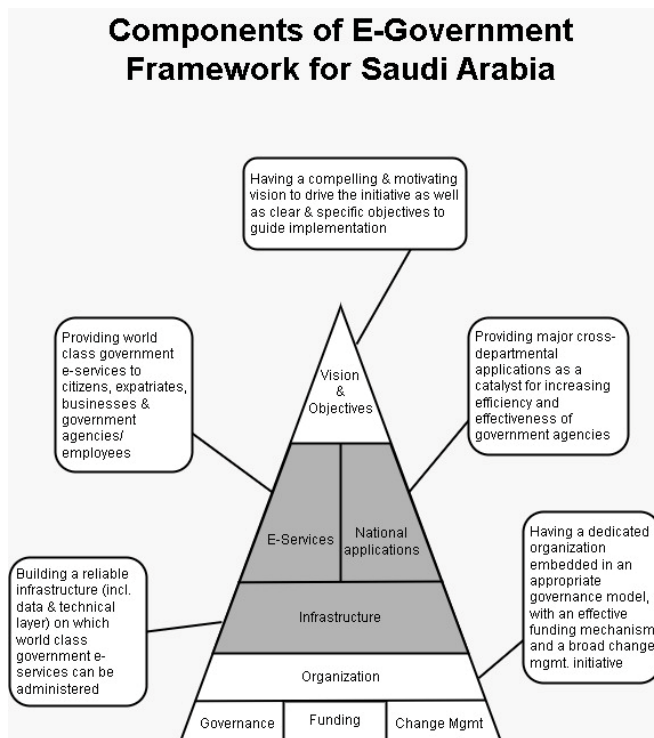 Components of E-Government
Framework for Saudi Arabia
Having a compelling & motivating
vision to drive the initiative as well
as clear & specific objectives to
guide implementation
Providing world
class government
e-services to
citizens, expatriates,
businesses &
government
agencies/
employees
Providing major cross-
departmental
applications as a
catalyst for increasing
efficiency and
effectiveness of
government agencies
Vision
&
Objectives
E-Services
National
applications
Building a reliable
infrastructure (incl.
data & technical
layer) on which
world class
government e-
services can be
administered
Having a dedicated
organization
embedded in an
appropriate
governance model,
with an effective
funding mechanism
and a broad change
mgmt. initiative
Infrastructure
Organization
Governance
Funding
Change Mgmt